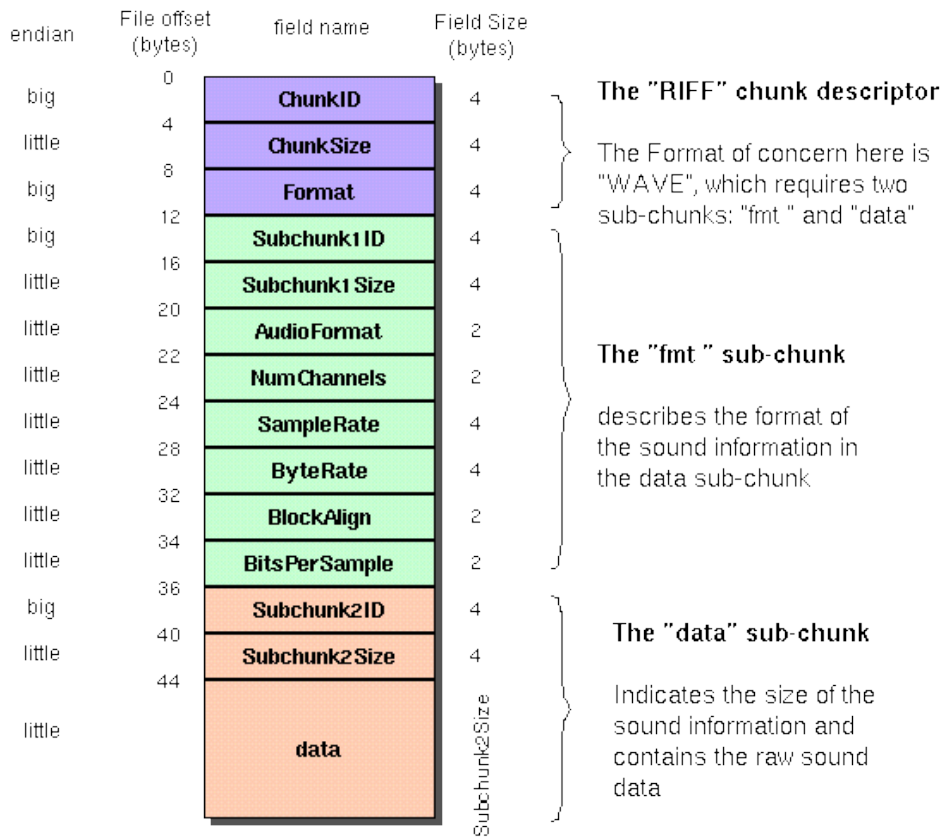 endian
File offset
(bytes)
field name
Field Size
(bytes)
0
big
ChunkID
4
4
little
ChunkSize
4
8
big
Format
4
12
big
Subchunk1ID
4
16
little
Subchunk1Size
4
20
little
AudioFormat
2
22
little
NumChannels
2
24
little
SampleRate
4
28
little
ByteRate
4
32
little
BlockAlign
2
34
little
BitsPerSample
2
36
big
Subchunk2ID
4
40
little
Subchunk2Size
4
44
little
data
Subchunk2Size
The "RIFF" chunk descriptor
The Format of concern here is
"WAVE", which requires two
sub-chunks: "fmt " and "data"
The "fmt " sub-chunk
describes the format of
the sound information in
the data sub-chunk
The "data" sub-chunk
Indicates the size of the
sound information and
contains the raw sound
data